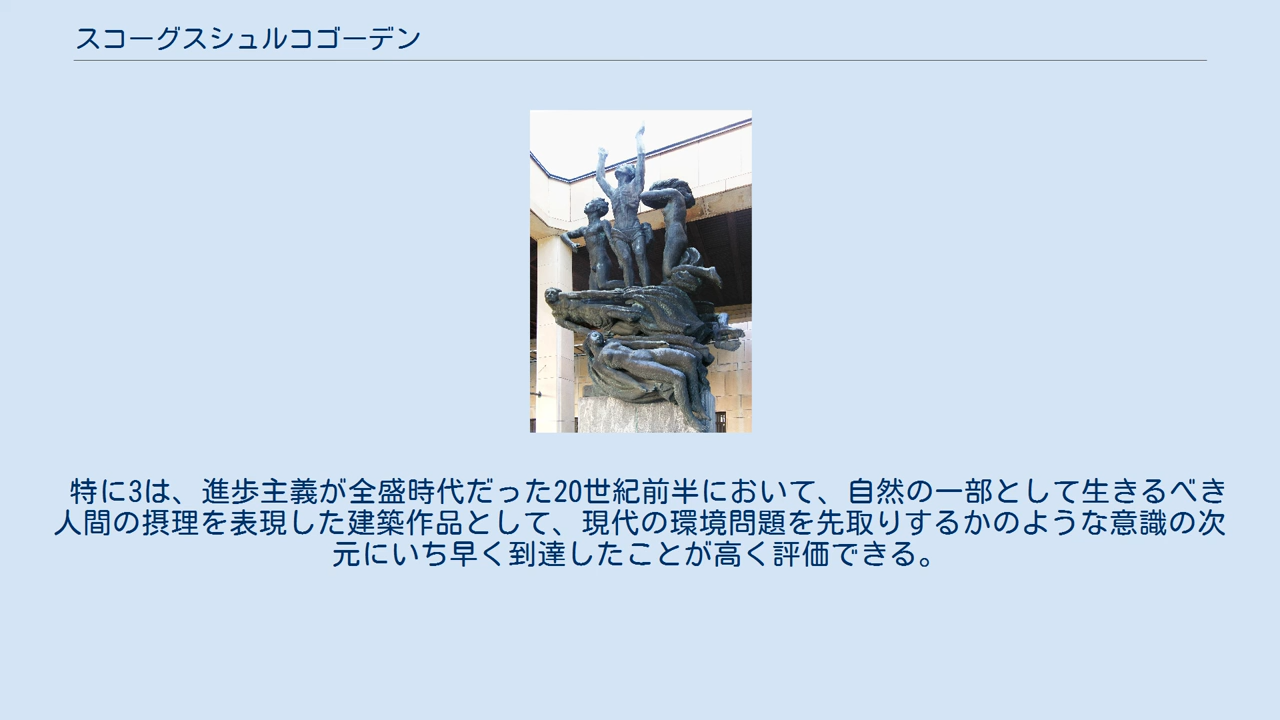 スコーグスシュルコゴーデン
特に3は、進歩主義が全盛時代だった20世紀前半において、自然の一部として生きるべき
人間の摂理を表現した建築作品として、現代の環境問題を先取りするかのような意識の次
元にいち早く到達したことが高く評価できる。